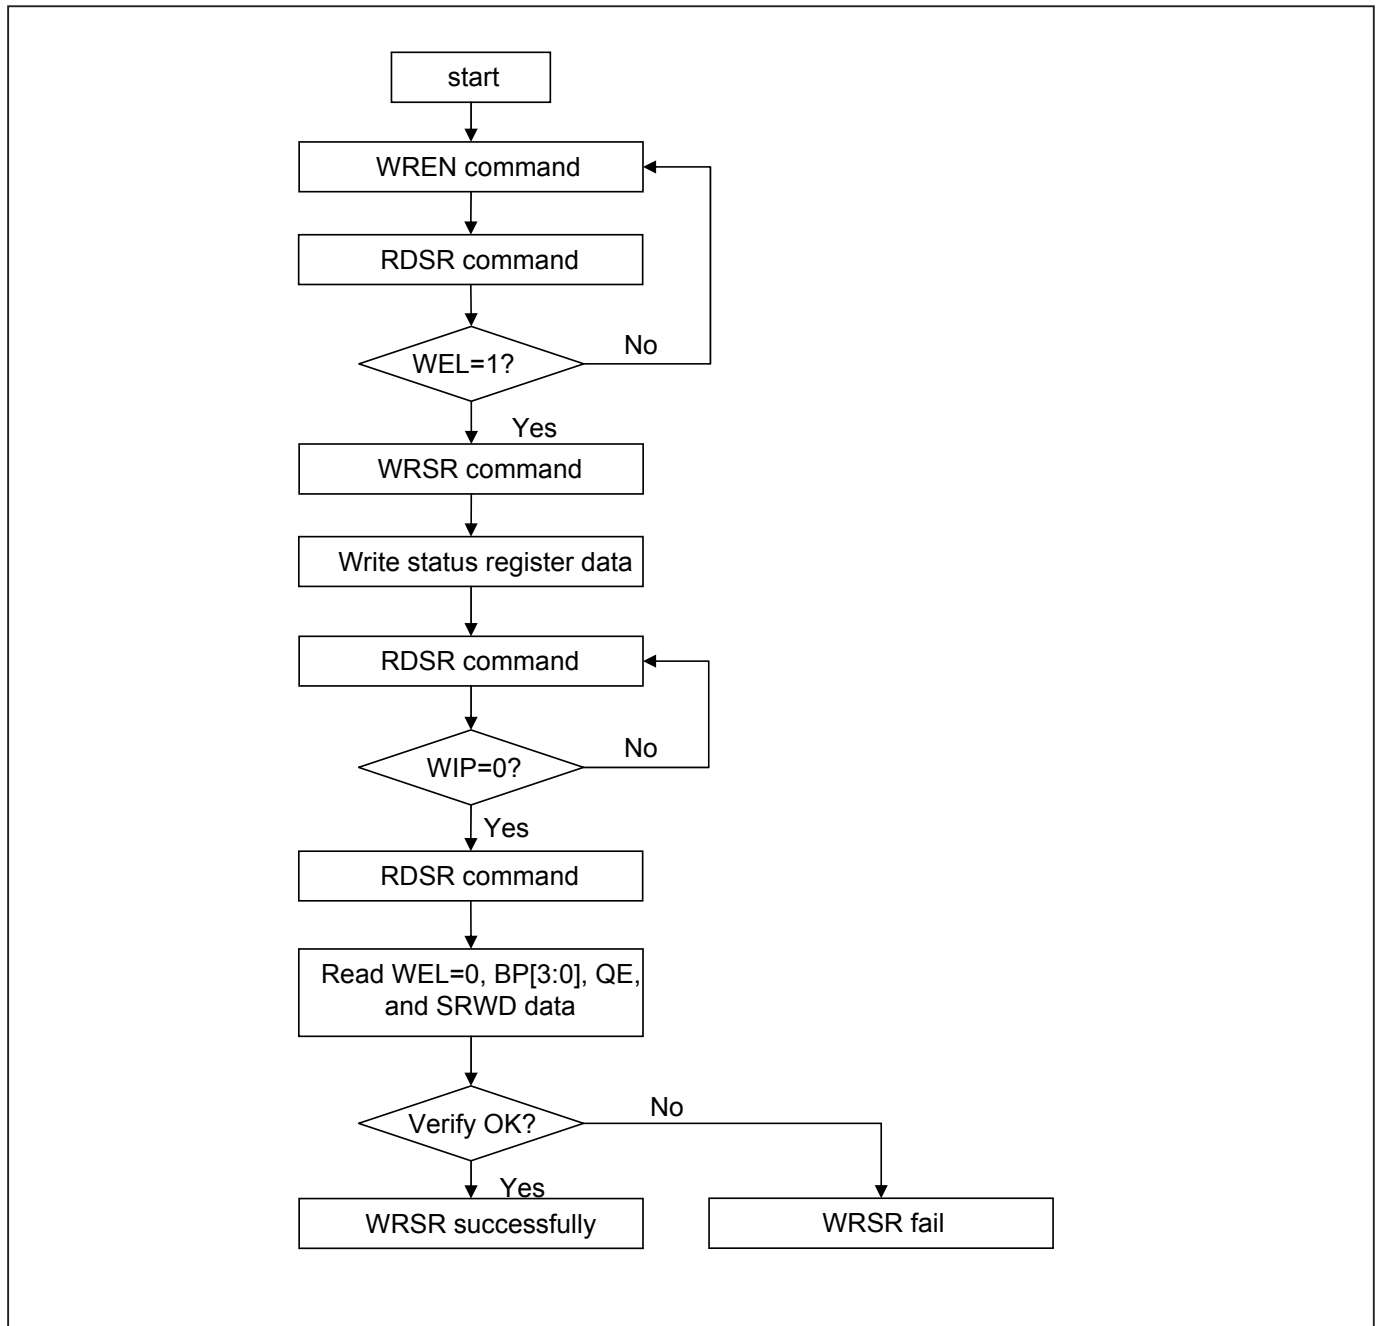 start
WREN command
RDSR command
WEL=1?
No
Yes
WRSR command
Write status register data
RDSR command
WIP=0?
No
Yes
RDSR command
Read WEL=0, BP[3:0], QE,
and SRWD data
Verify OK?
No
Yes
WRSR successfully
WRSR fail